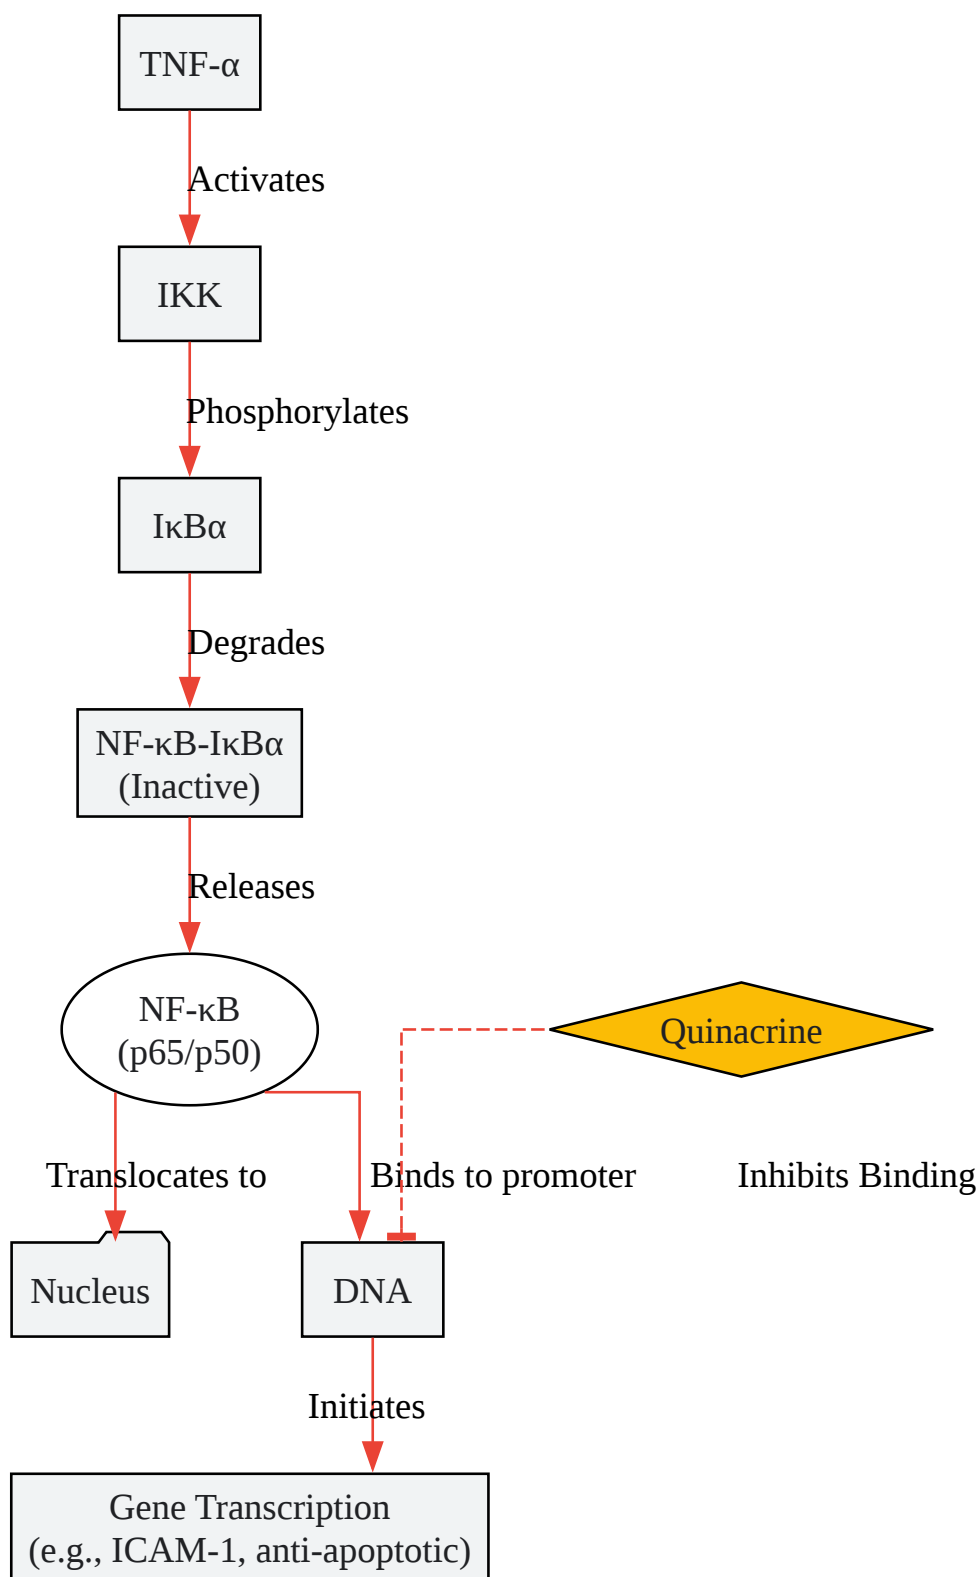 TNF-α
Activates
IKK
Phosphorylates
IκBα
Degrades
NF-κB-IκBα
(Inactive)
Releases
NF-κB
(p65/p50)
Quinacrine
Translocates to
Binds to promoter
Inhibits Binding
Nucleus
DNA
Initiates
Gene Transcription
(e.g., ICAM-1, anti-apoptotic)